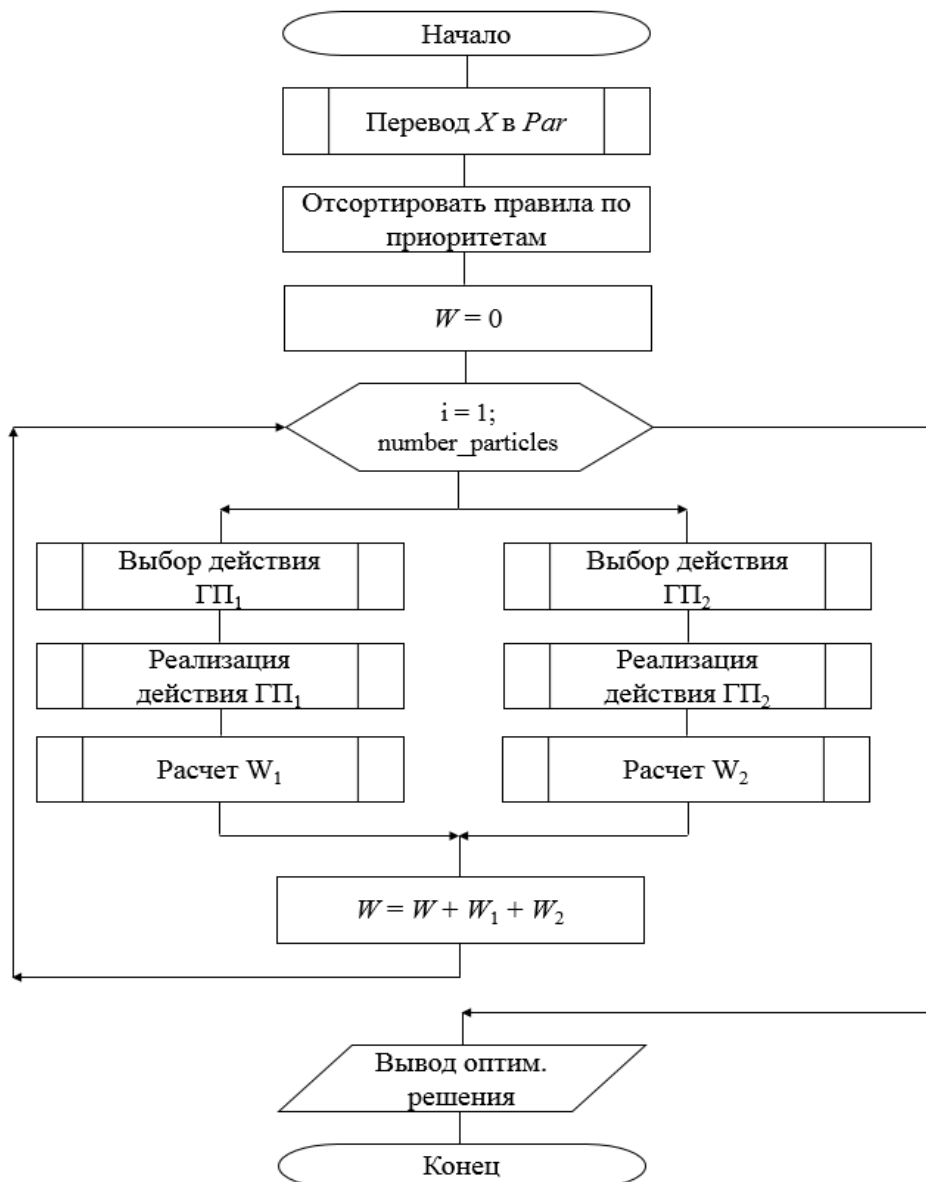 Начало
Перевод X в Par
Отсортировать правила по
приоритетам
W = 0
i = 1;
number_particles
Выбор действия
ГП₁
Реализация
действия ГП₁
Расчет W₁
Выбор действия
ГП₂
Реализация
действия ГП₂
Расчет W₂
W = W + W₁ + W₂
Вывод оптим.
решения
Конец